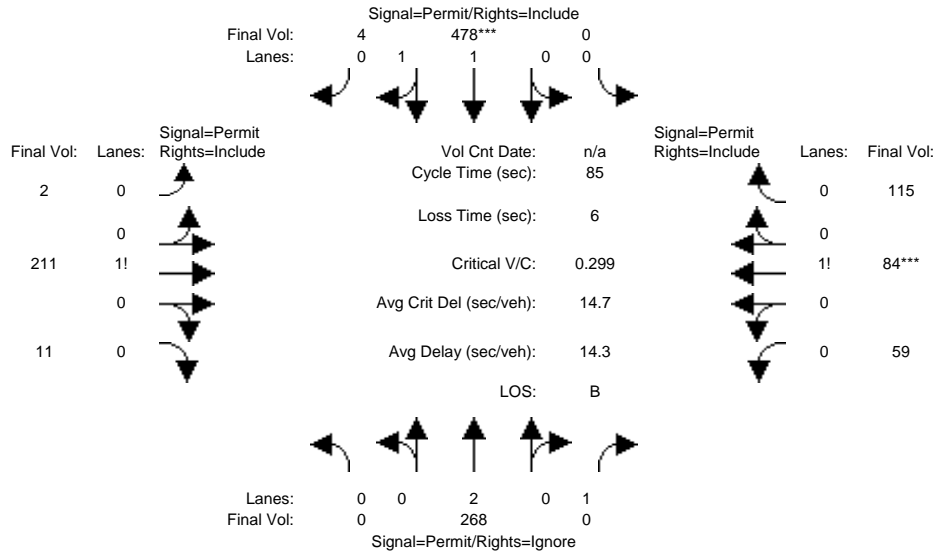 Signal=Permit/Rights=Include
Final Vol: 4 478*** 0
Lanes: 0 1 1 0 0
Signal=Permit
Final Vol: Lanes: Rights=Include
Vol Cnt Date: n/a
Signal=Permit
Rights=Include Lanes: Final Vol:
Cycle Time (sec): 85
2 0
0 115
Loss Time (sec): 6
0
0
211 1!
Critical V/C: 0.299
1! 84***
0
Avg Crit Del (sec/veh): 14.7
0
11 0
Avg Delay (sec/veh): 14.3
0 59
LOS: B
Lanes: 0 0 2 0 1
Final Vol: 0 268 0
Signal=Permit/Rights=Ignore